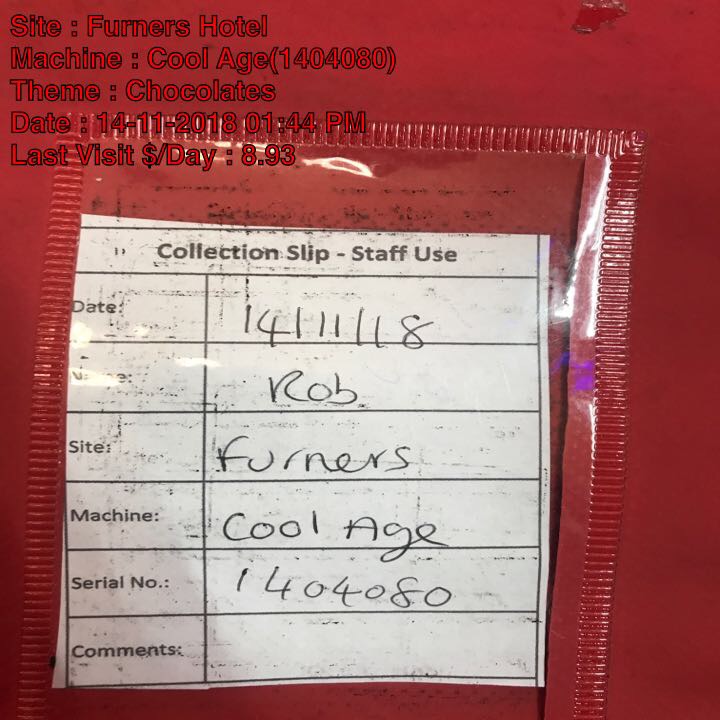 Site : Furners Hotel
Machine : Cool Age(1404080)
Theme : Chocolates
Date : 14-11-2018 01:44 PM
Last Visit $/Day : 8.93
Collection Slip - Staff Use
Date: 14/11/18
Name: Rob
Site: Furners
Machine: Cool Age
Serial No.: 1404080
Comments: